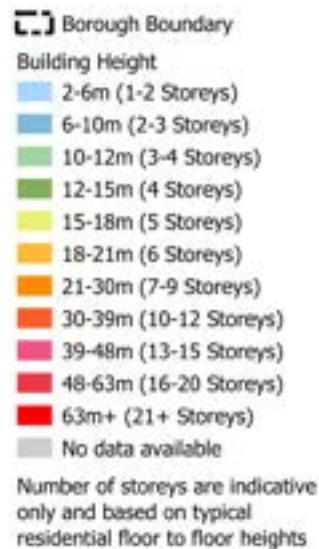 Borough Boundary
Building Height
2-6m (1-2 Storeys)
6-10m (2-3 Storeys)
10-12m (3-4 Storeys)
12-15m (4 Storeys)
15-18m (5 Storeys)
18-21m (6 Storeys)
21-30m (7-9 Storeys)
30-39m (10-12 Storeys)
39-48m (13-15 Storeys)
48-63m (16-20 Storeys)
63m+ (21+ Storeys)
No data available
Number of storeys are indicative
only and based on typical
residential floor to floor heights